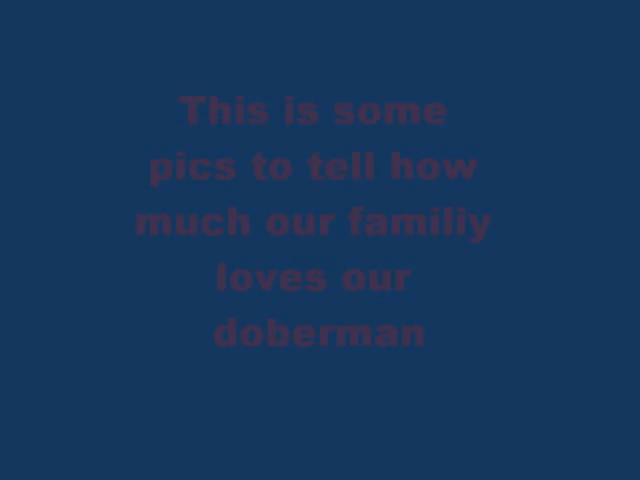 This is some
pics to tell how
much our familiy
loves our
doberman